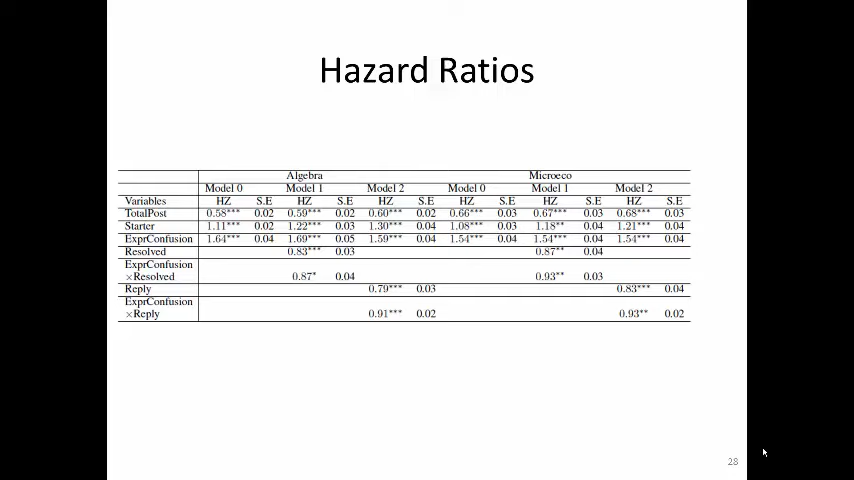 Hazard Ratios
Algebra Microeco
Model 0 Model 1 Model 2 Model 0 Model 1 Model 2
Variables HZ S.E HZ S.E HZ S.E HZ S.E HZ S.E HZ S.E
TotalPost 0.58*** 0.02 0.59*** 0.02 0.60*** 0.02 0.66*** 0.03 0.67*** 0.03 0.68*** 0.03
Starter 1.11*** 0.02 1.22*** 0.03 1.30*** 0.04 1.08*** 0.03 1.18** 0.04 1.21*** 0.04
ExprConfusion 1.64*** 0.04 1.69*** 0.05 1.59*** 0.04 1.54*** 0.04 1.54*** 0.04 1.54*** 0.04
Resolved 0.83*** 0.03 0.87** 0.04
ExprConfusion
×Resolved 0.87* 0.04 0.93** 0.03
Reply 0.79*** 0.03 0.83*** 0.04
ExprConfusion
×Reply 0.91*** 0.02 0.93** 0.02
28